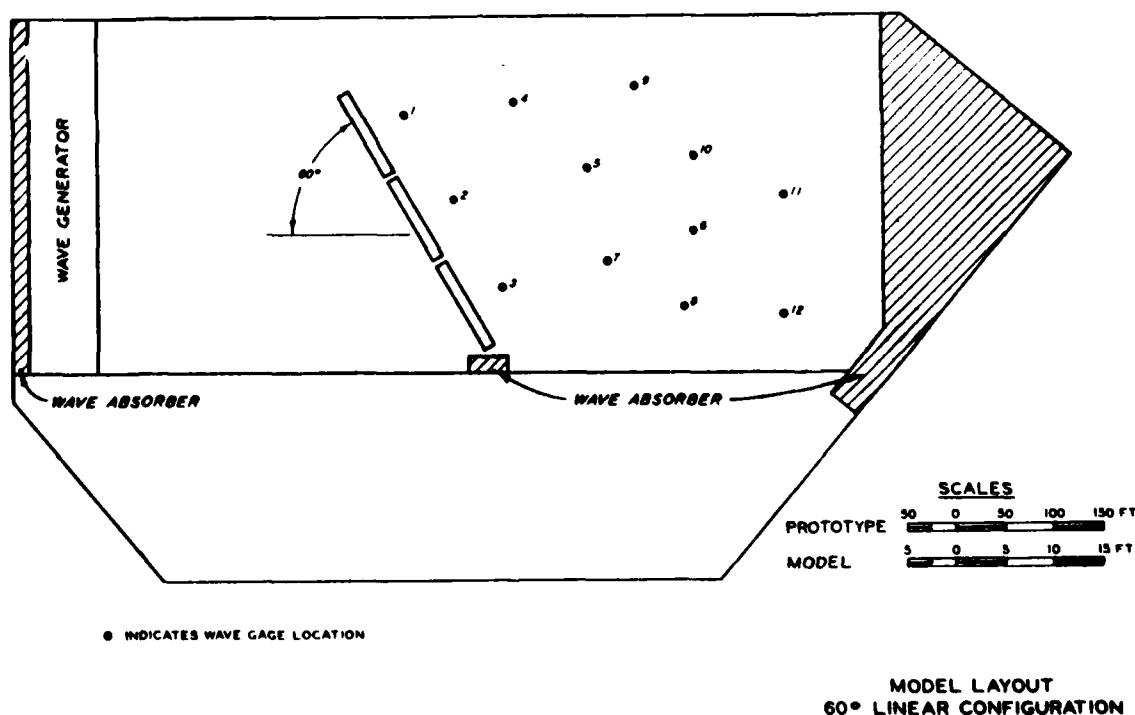 WAVE GENERATOR
60°
1
2
3
4
5
6
7
8
9
10
11
12
WAVE ABSORBER
WAVE ABSORBER
SCALES
50 0 50 100 150 FT
PROTOTYPE
5 0 5 10 15 FT
MODEL
● INDICATES WAVE GAGE LOCATION
MODEL LAYOUT
60° LINEAR CONFIGURATION